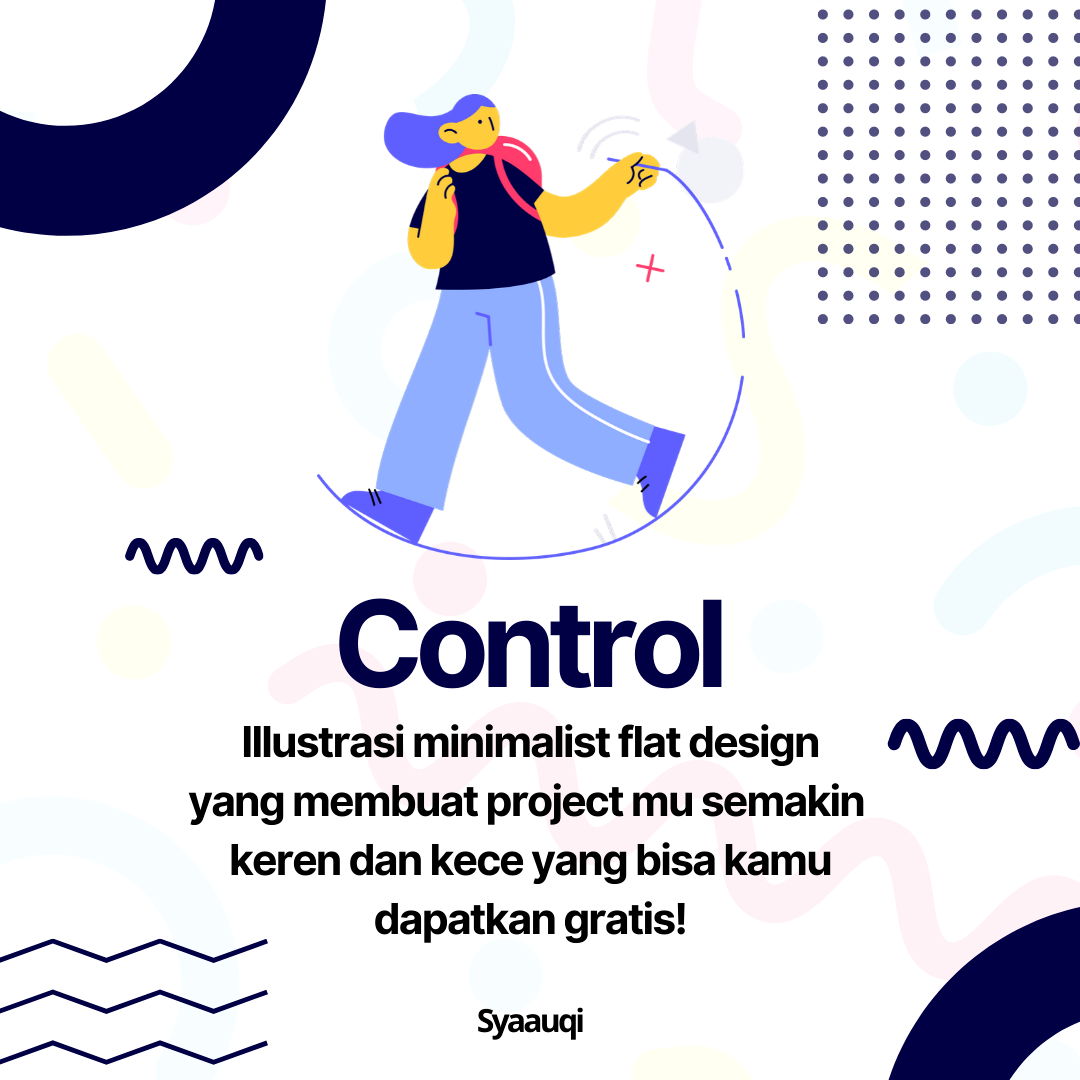 Control
Illustrasi minimalist flat design
yang membuat project mu semakin
keren dan kece yang bisa kamu
dapatkan gratis!
Syaauqi